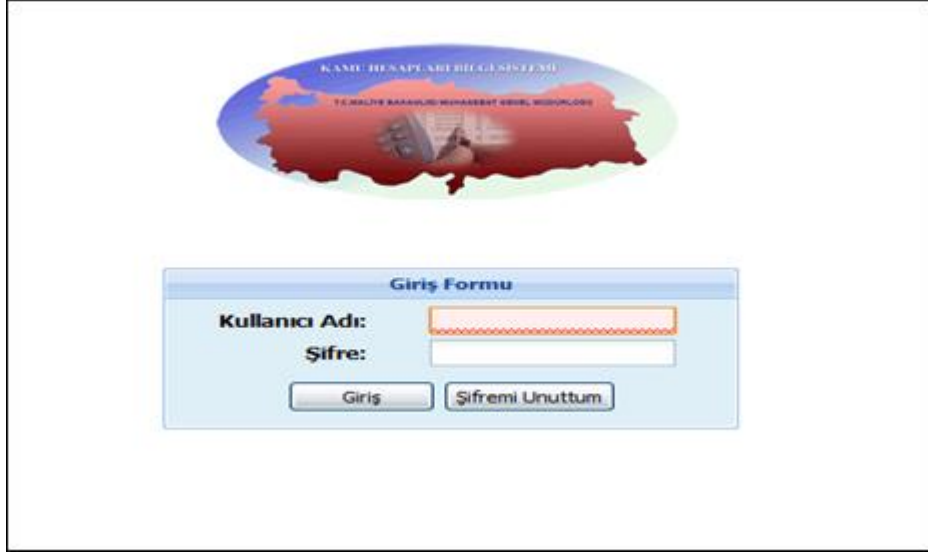 KAMU HESAPLARI BİLGİ SİSTEMİ
T.C.MALİYE BAKANLIĞI MUHASEBAT GENEL MÜDÜRLÜĞÜ
Giriş Formu
Kullanıcı Adı:
Şifre:
Giriş Şifremi Unuttum